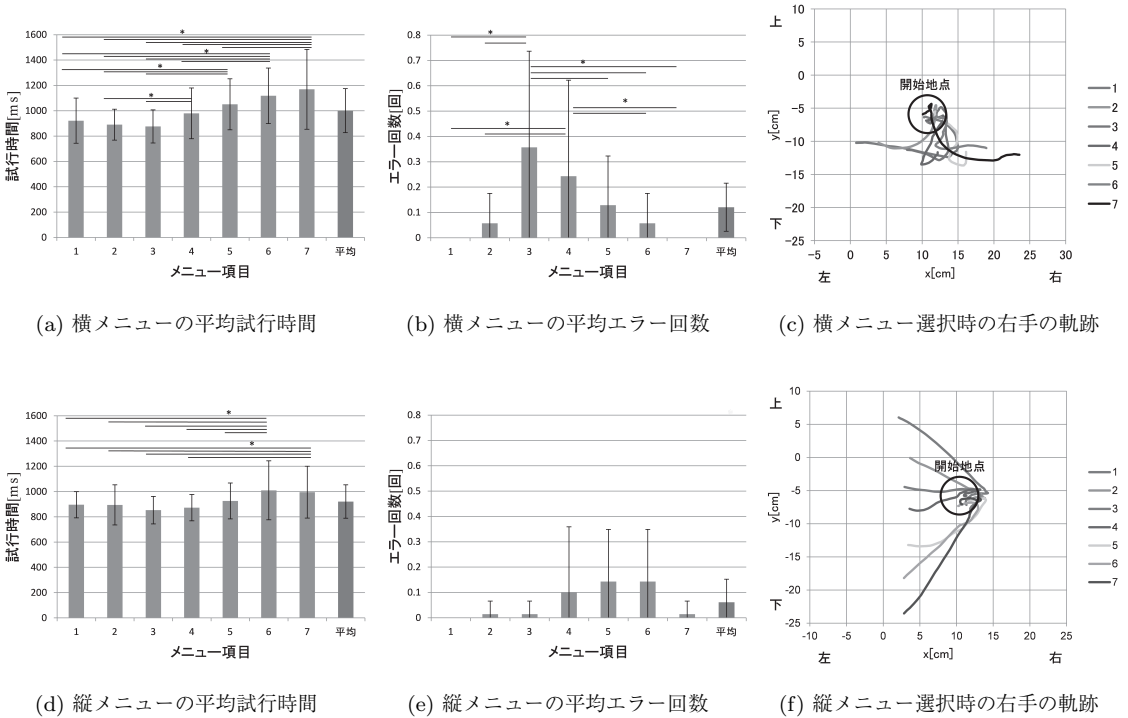 試行時間[ms]
1600
1400
1200
1000
800
600
400
200
0
*
*
*
*
1 2 3 4 5 6 7 平均
メニュー項目
(a) 横メニューの平均試行時間
エラー回数[回]
0.8
0.7
0.6
0.5
0.4
0.3
0.2
0.1
0
*
*
*
*
1 2 3 4 5 6 7 平均
メニュー項目
(b) 横メニューの平均エラー回数
上
y[cm]
下
10
5
0
-5
-10
-15
-20
-25
開始地点
-5 0 5 10 15 20 25 30
左 x[cm] 右
1
2
3
4
5
6
7
(c) 横メニュー選択時の右手の軌跡
試行時間[ms]
1600
1400
1200
1000
800
600
400
200
0
*
*
1 2 3 4 5 6 7 平均
メニュー項目
(d) 縦メニューの平均試行時間
エラー回数[回]
0.8
0.7
0.6
0.5
0.4
0.3
0.2
0.1
0
1 2 3 4 5 6 7 平均
メニュー項目
(e) 縦メニューの平均エラー回数
上
y[cm]
下
10
5
0
-5
-10
-15
-20
-25
開始地点
-10 -5 0 5 10 15 20 25
左 x[cm] 右
1
2
3
4
5
6
7
(f) 縦メニュー選択時の右手の軌跡